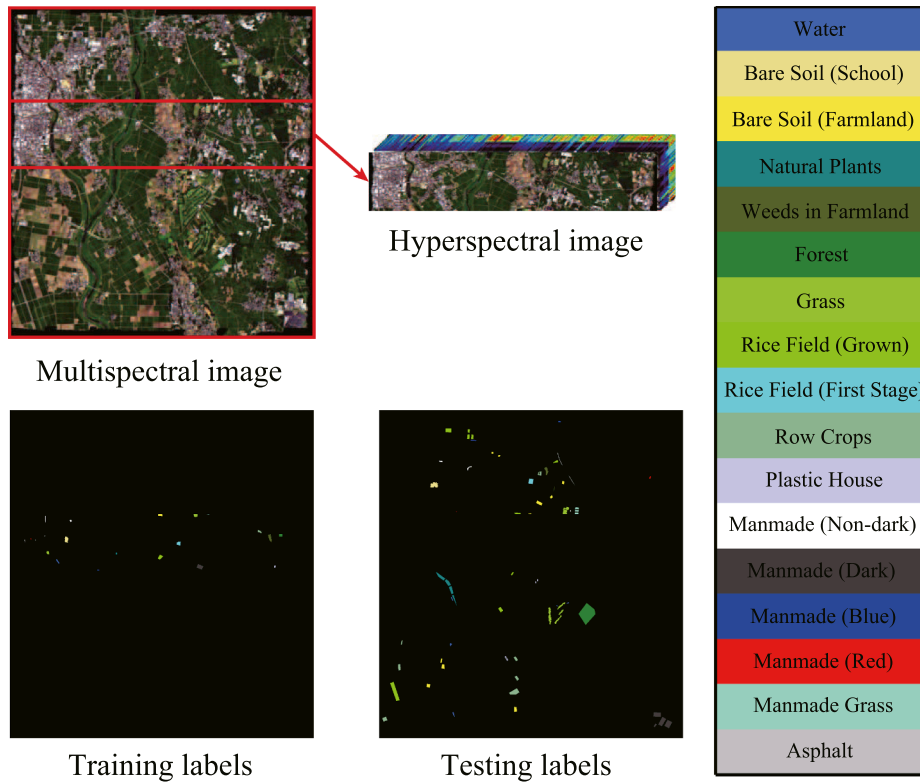 Hyperspectral image
Multispectral image
Training labels
Testing labels
Water
Bare Soil (School)
Bare Soil (Farmland)
Natural Plants
Weeds in Farmland
Forest
Grass
Rice Field (Grown)
Rice Field (First Stage)
Row Crops
Plastic House
Manmade (Non-dark)
Manmade (Dark)
Manmade (Blue)
Manmade (Red)
Manmade Grass
Asphalt